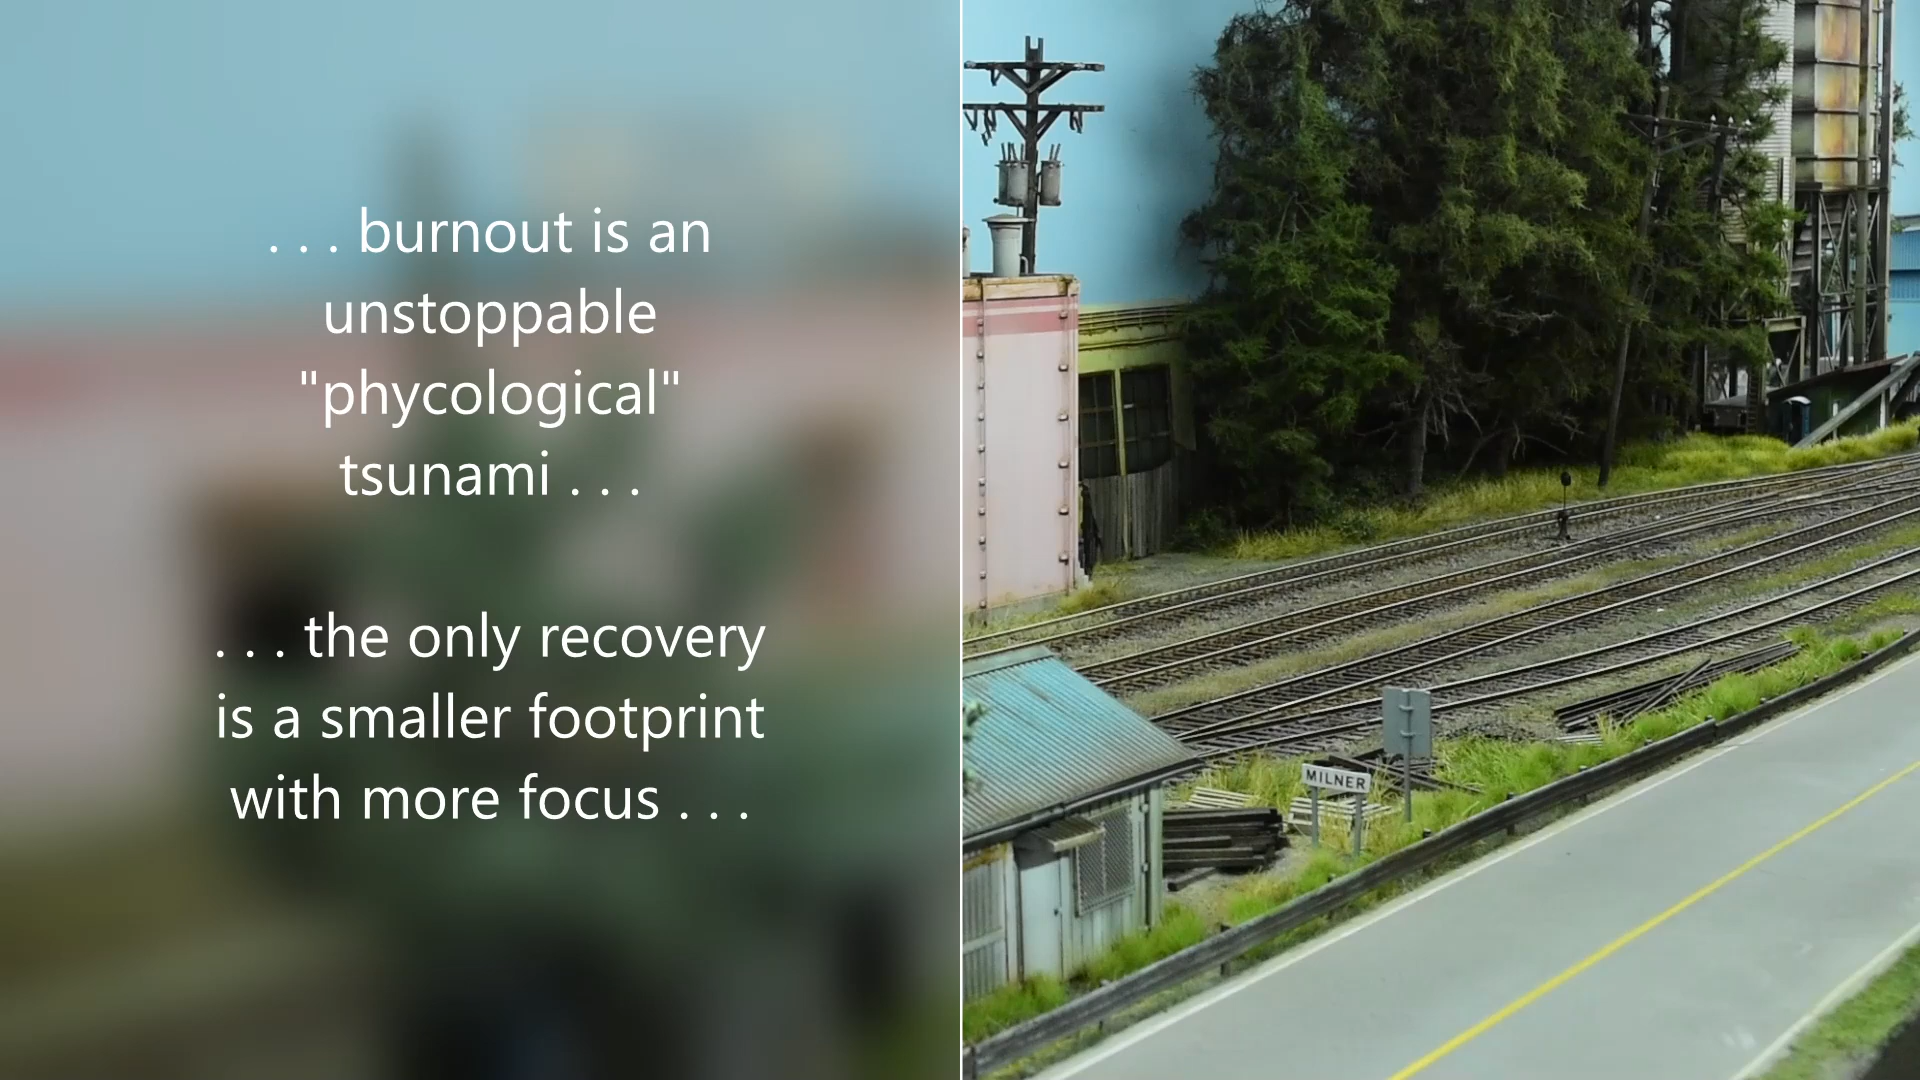 . . . burnout is an
unstoppable
"phycological"
tsunami . . .
. . . the only recovery
is a smaller footprint
with more focus . . .
MILNER